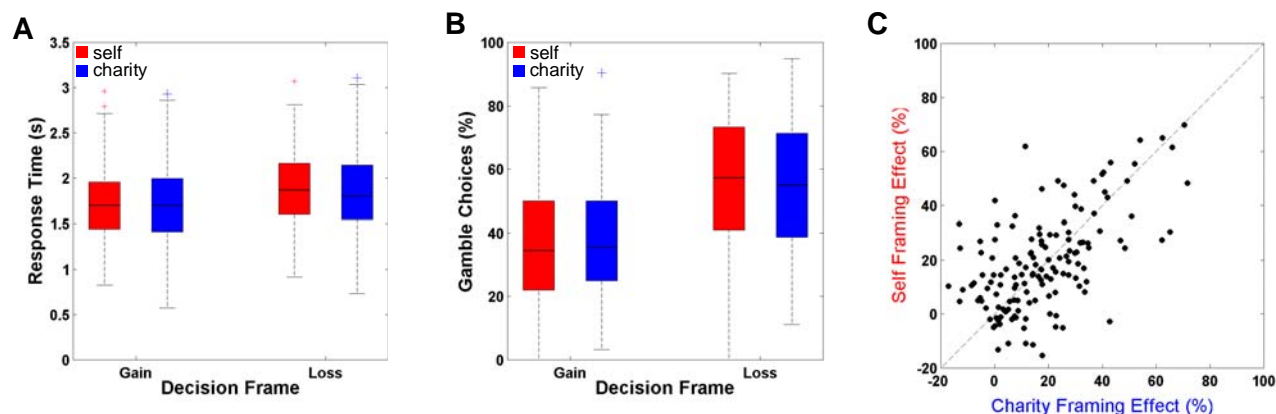 A
self
charity
3.5
3
2.5
2
1.5
1
0.5
0
Response Time (s)
Gain
Loss
Decision Frame
B
self
charity
100
80
60
40
20
0
Gamble Choices (%)
Gain
Loss
Decision Frame
C
100
80
60
40
20
0
-20
Self Framing Effect (%)
-20
0
20
40
60
80
100
Charity Framing Effect (%)